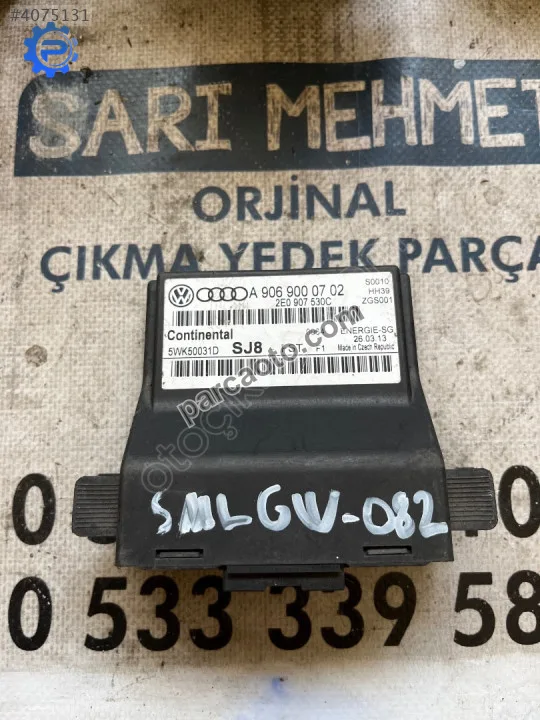 #4075131
SARI MEHMET
ORJİNAL
ÇIKMA YEDEK PARÇA
A 906 900 07 02
2E0 907 530C
S0010
HH39
ZGS001
Continental
ENERGIE-SG
5WK50031D SJ8 F1
26.03.13
Made in Czech Republic
parcaoto.com
SMLGW-082
0 533 339 58